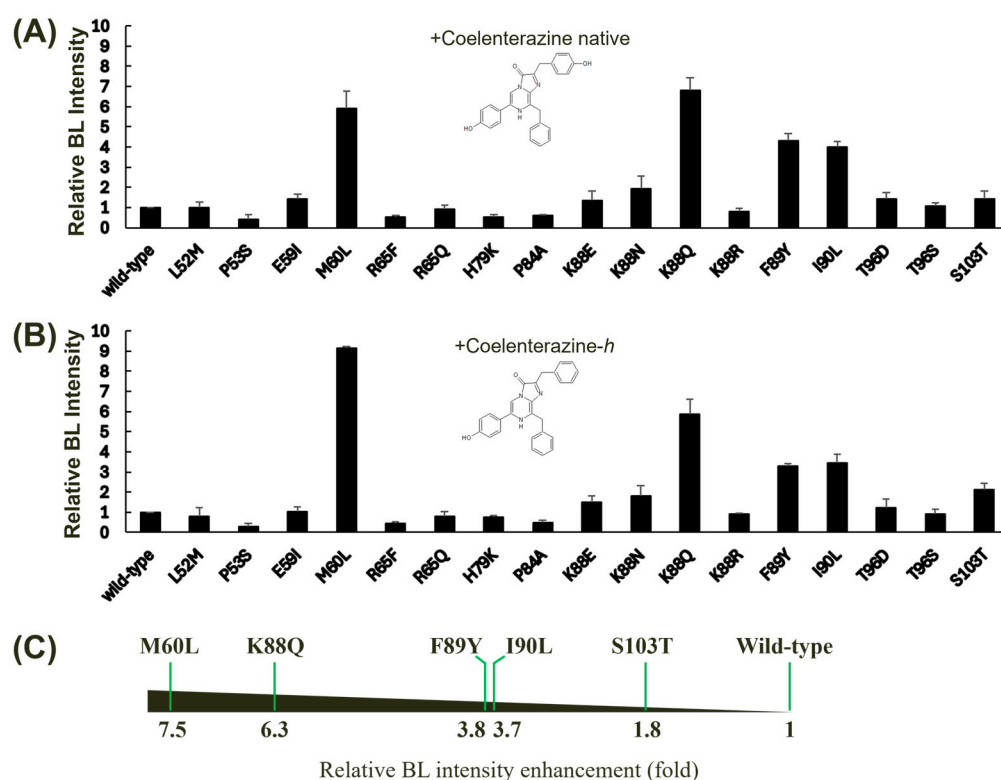 (A)
Relative BL Intensity
10
9
8
7
6
5
4
3
2
1
0
+Coelenterazine native
O
N
N
N
H
HO
OH
wild-type L52M P53S E59I M60L R65F R65Q H79K P84A K88E K88N K88Q K88R F89Y I90L T96D T96S S103T
(B)
Relative BL Intensity
10
9
8
7
6
5
4
3
2
1
0
+Coelenterazine-h
O
N
N
N
H
HO
wild-type L52M P53S E59I M60L R65F R65Q H79K P84A K88E K88N K88Q K88R F89Y I90L T96D T96S S103T
(C)
M60L K88Q F89Y I90L S103T Wild-type
7.5 6.3 3.8 3.7 1.8 1
Relative BL intensity enhancement (fold)